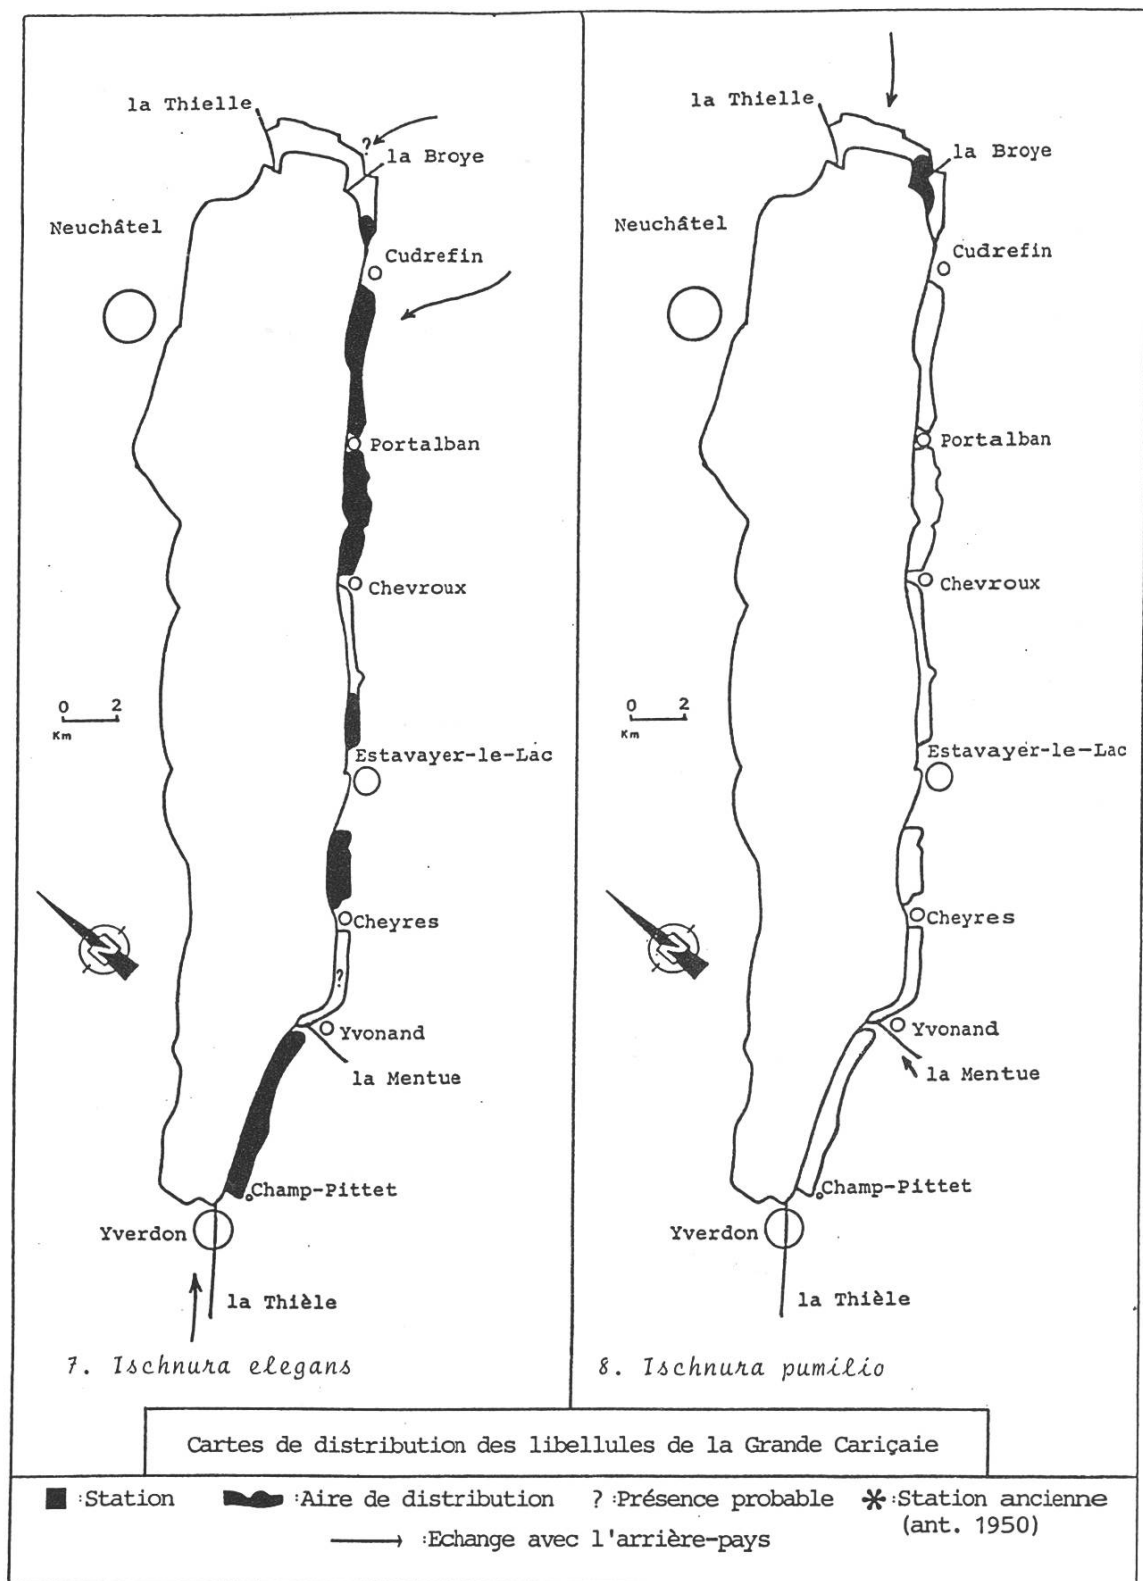 la Thielle
?
la Broye
Neuchâtel
Cudrefin
Portalban
Chevroux
0 2
Km
Estavayer-le-Lac
N
Cheyres
?
Yvonand
la Mentue
Champ-Pittet
Yverdon
la Thièle
7. Ischnura elegans
la Thielle
la Broye
Neuchâtel
Cudrefin
Portalban
Chevroux
0 2
Km
Estavayer-le-Lac
N
Cheyres
Yvonand
la Mentue
Champ-Pittet
Yverdon
la Thièle
8. Ischnura pumilio
Cartes de distribution des libellules de la Grande Cariçaie
:Station :Aire de distribution ? :Présence probable * :Station ancienne
(ant. 1950)
:Echange avec l'arrière-pays